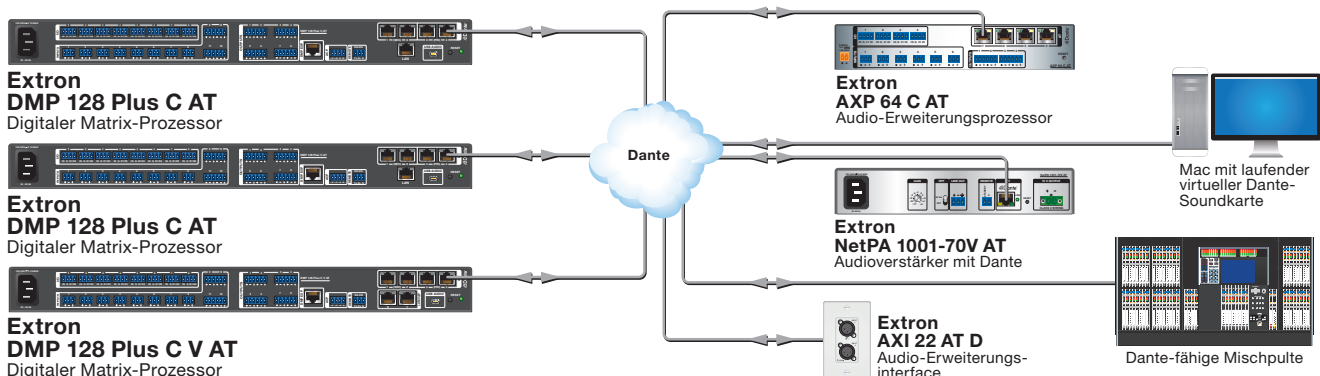 Extron
DMP 128 Plus C AT
Digitaler Matrix-Prozessor
Extron
DMP 128 Plus C AT
Digitaler Matrix-Prozessor
Extron
DMP 128 Plus C V AT
Digitaler Matrix-Prozessor
Dante
Extron
AXP 64 C AT
Audio-Erweiterungsprozessor
Mac mit laufender
virtueller Dante-
Soundkarte
Extron
NetPA 1001-70V AT
Audioverstärker mit Dante
Extron
AXI 22 AT D
Audio-Erweiterungs-
interface
Dante-fähige Mischpulte